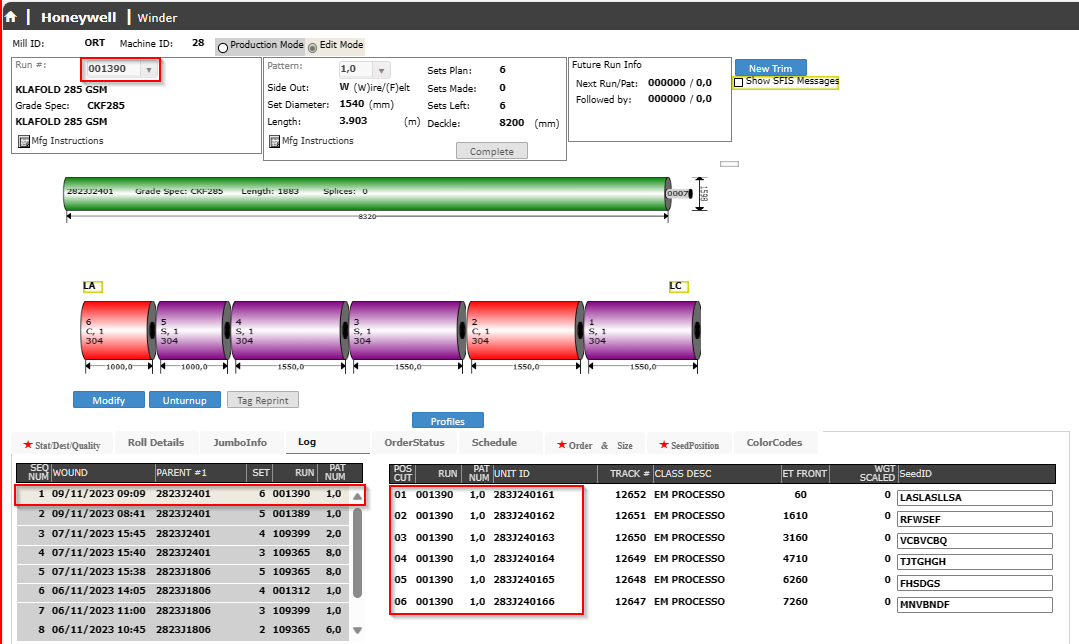 Honeywell | Winder
Mill ID: ORT Machine ID: 28 Production Mode Edit Mode
Run #: 001390
KLAFOLD 285 GSM
Grade Spec: CKF285
KLAFOLD 285 GSM
Mfg Instructions
Pattern: 1,0
Side Out: W (W)ire/(F)elt
Set Diameter: 1540 (mm)
Length: 3.903 (m)
Mfg Instructions
Sets Plan: 6
Sets Made: 0
Sets Left: 6
Deckle: 8200 (mm)
Complete
Future Run Info
Next Run/Pat: 000000 / 0,0
Followed by: 000000 / 0,0
New Trim
Show SFIS Messages
2823J2401 Grade Spec: CKF285 Length: 1883 Splices: 0
0007
1598
8320
LA LC
6 5 4 3 2 1
C, 1 S, 1 S, 1 S, 1 C, 1 S, 1
304 304 304 304 304 304
1000,0 1000,0 1550,0 1550,0 1550,0 1550,0
Modify Unturnup Tag Reprint
Profiles
Stat/Dest/Quality Roll Details JumboInfo Log OrderStatus Schedule Order & Size SeedPosition ColorCodes
SEQ NUM WOUND PARENT #1 SET RUN PAT NUM
1 09/11/2023 09:09 2823J2401 6 001390 1,0
2 09/11/2023 08:41 2823J2401 5 001389 1,0
3 07/11/2023 15:45 2823J2401 4 109399 2,0
4 07/11/2023 15:40 2823J2401 3 109365 8,0
5 07/11/2023 15:38 2823J1806 5 109365 8,0
6 06/11/2023 14:05 2823J1806 4 001312 1,0
7 06/11/2023 11:00 2823J1806 3 109399 1,0
8 06/11/2023 10:45 2823J1806 2 109365 6,0
POS CUT RUN PAT NUM UNIT ID TRACK # CLASS DESC ET FRONT WGT SCALED SeedID
01 001390 1,0 283J240161 12652 EM PROCESSO 60 0 LASLASLLSA
02 001390 1,0 283J240162 12651 EM PROCESSO 1610 0 RFWSEF
03 001390 1,0 283J240163 12650 EM PROCESSO 3160 0 VCBVCBQ
04 001390 1,0 283J240164 12649 EM PROCESSO 4710 0 TJTGHGH
05 001390 1,0 283J240165 12648 EM PROCESSO 6260 0 FHSDGS
06 001390 1,0 283J240166 12647 EM PROCESSO 7260 0 MNVBNDF